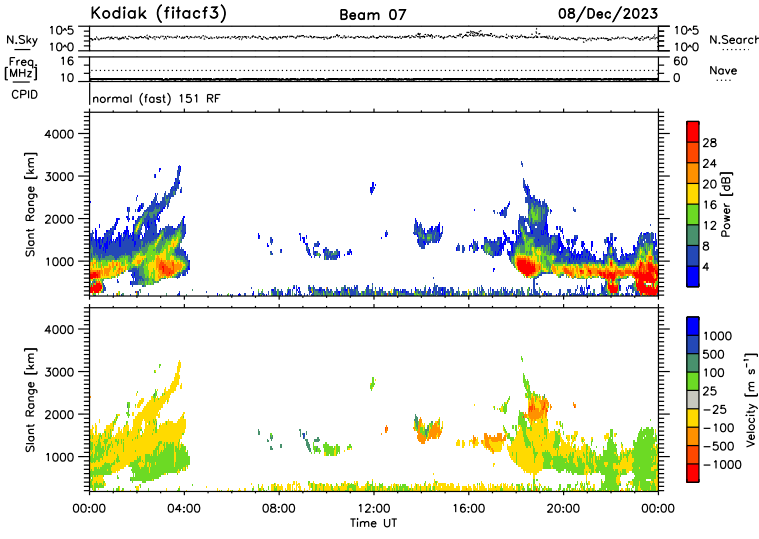 Kodiak (fitacf3) Beam 07 08/Dec/2023
N.Sky 10^5 10^0 10^5 10^0 N.Search
Freq. [MHz] 16 10 60 0 Nave
CPID normal (fast) 151 RF
Slant Range [km]
4000
3000
2000
1000
Power [dB]
28
24
20
16
12
8
4
Slant Range [km]
4000
3000
2000
1000
Velocity [m s⁻¹]
1000
500
100
25
−25
−100
−500
−1000
00:00 04:00 08:00 12:00 16:00 20:00 00:00
Time UT